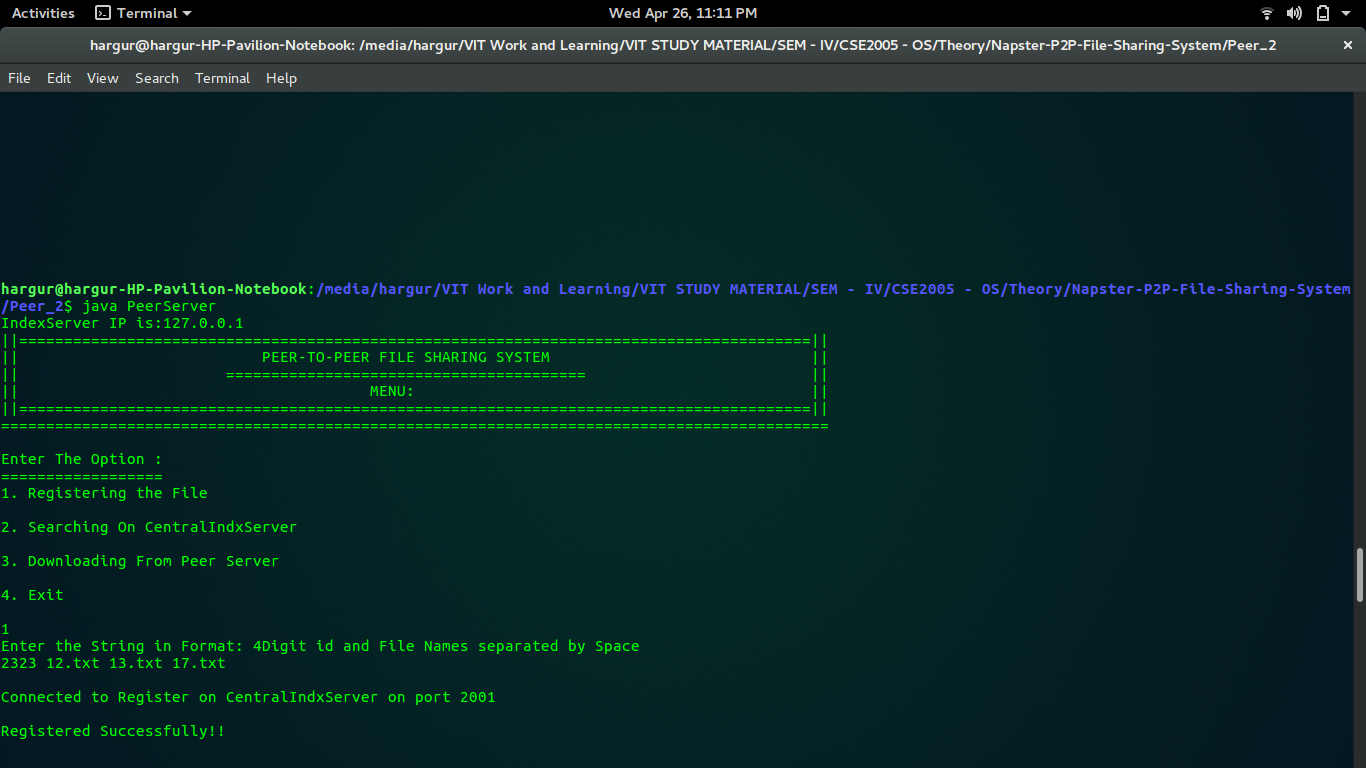 Activities Terminal Wed Apr 26, 11:11 PM
hargur@hargur-HP-Pavilion-Notebook: /media/hargur/VIT Work and Learning/VIT STUDY MATERIAL/SEM - IV/CSE2005 - OS/Theory/Napster-P2P-File-Sharing-System/Peer_2 ×
File Edit View Search Terminal Help
hargur@hargur-HP-Pavilion-Notebook:/media/hargur/VIT Work and Learning/VIT STUDY MATERIAL/SEM - IV/CSE2005 - OS/Theory/Napster-P2P-File-Sharing-System
/Peer_2$ java PeerServer
IndexServer IP is:127.0.0.1
||========================================================================================||
|| PEER-TO-PEER FILE SHARING SYSTEM ||
|| ======================================== ||
|| MENU: ||
||========================================================================================||
============================================================================================
Enter The Option :
==================
1. Registering the File
2. Searching On CentralIndxServer
3. Downloading From Peer Server
4. Exit
1
Enter the String in Format: 4Digit id and File Names separated by Space
2323 12.txt 13.txt 17.txt
Connected to Register on CentralIndxServer on port 2001
Registered Successfully!!